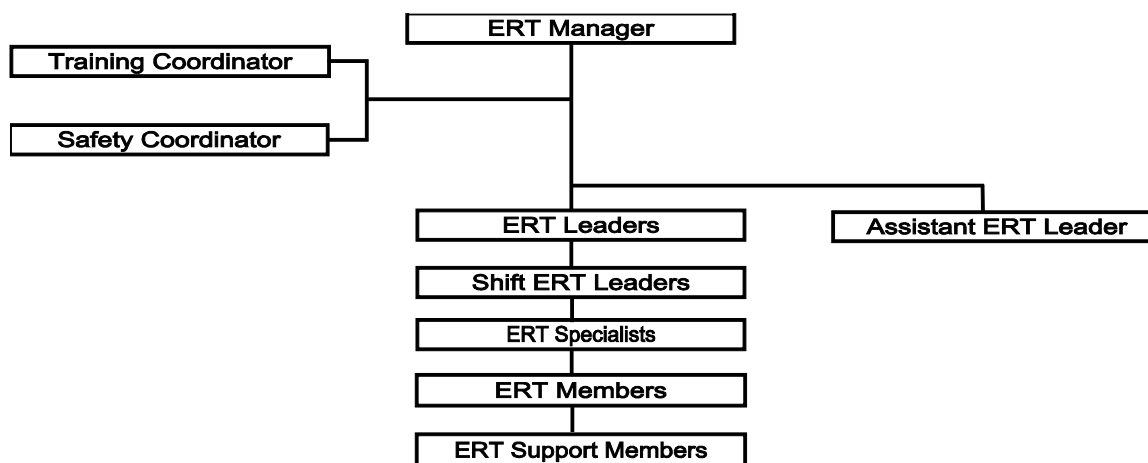 ERT Manager
Training Coordinator
Safety Coordinator
ERT Leaders
Assistant ERT Leader
Shift ERT Leaders
ERT Specialists
ERT Members
ERT Support Members